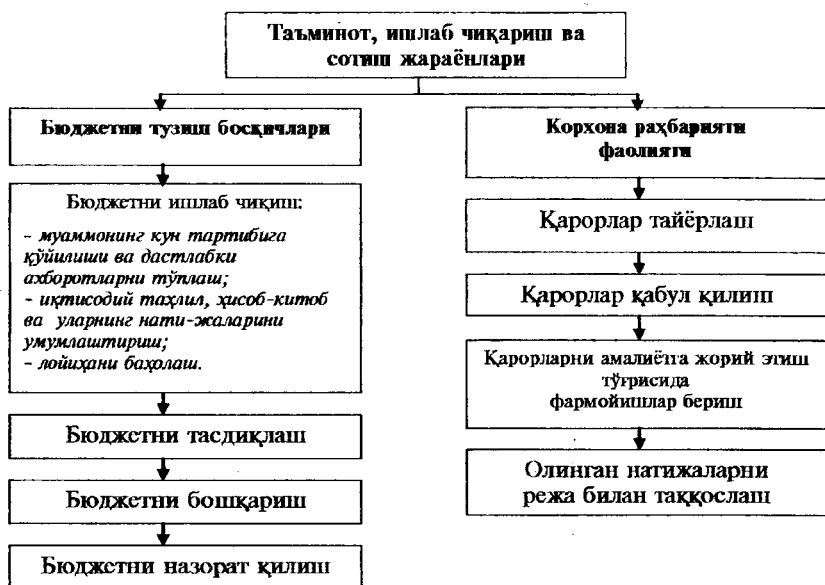 Таъминот, ишлаб чиқариш ва
сотиш жараёнлари
Бюджетни тузиш босқичлари
Бюджетни ишлаб чиқиш:
– муаммонинг кун тартибига
қўйилиши ва дастлабки
ахборотларни тўплаш;
– иқтисодий таҳлил, ҳисоб-китоб
ва уларнинг нати-жаларини
умумлаштириш;
– лойиҳани баҳолаш.
Бюджетни тасдиқлаш
Бюджетни бошқариш
Бюджетни назорат қилиш
Корхона раҳбарияти
фаолияти
Қарорлар тайёрлаш
Қарорлар қабул қилиш
Қарорларни амалиётга жорий этиш
тўғрисида
фармойишлар бериш
Олинган натижаларни
режа билан таққослаш